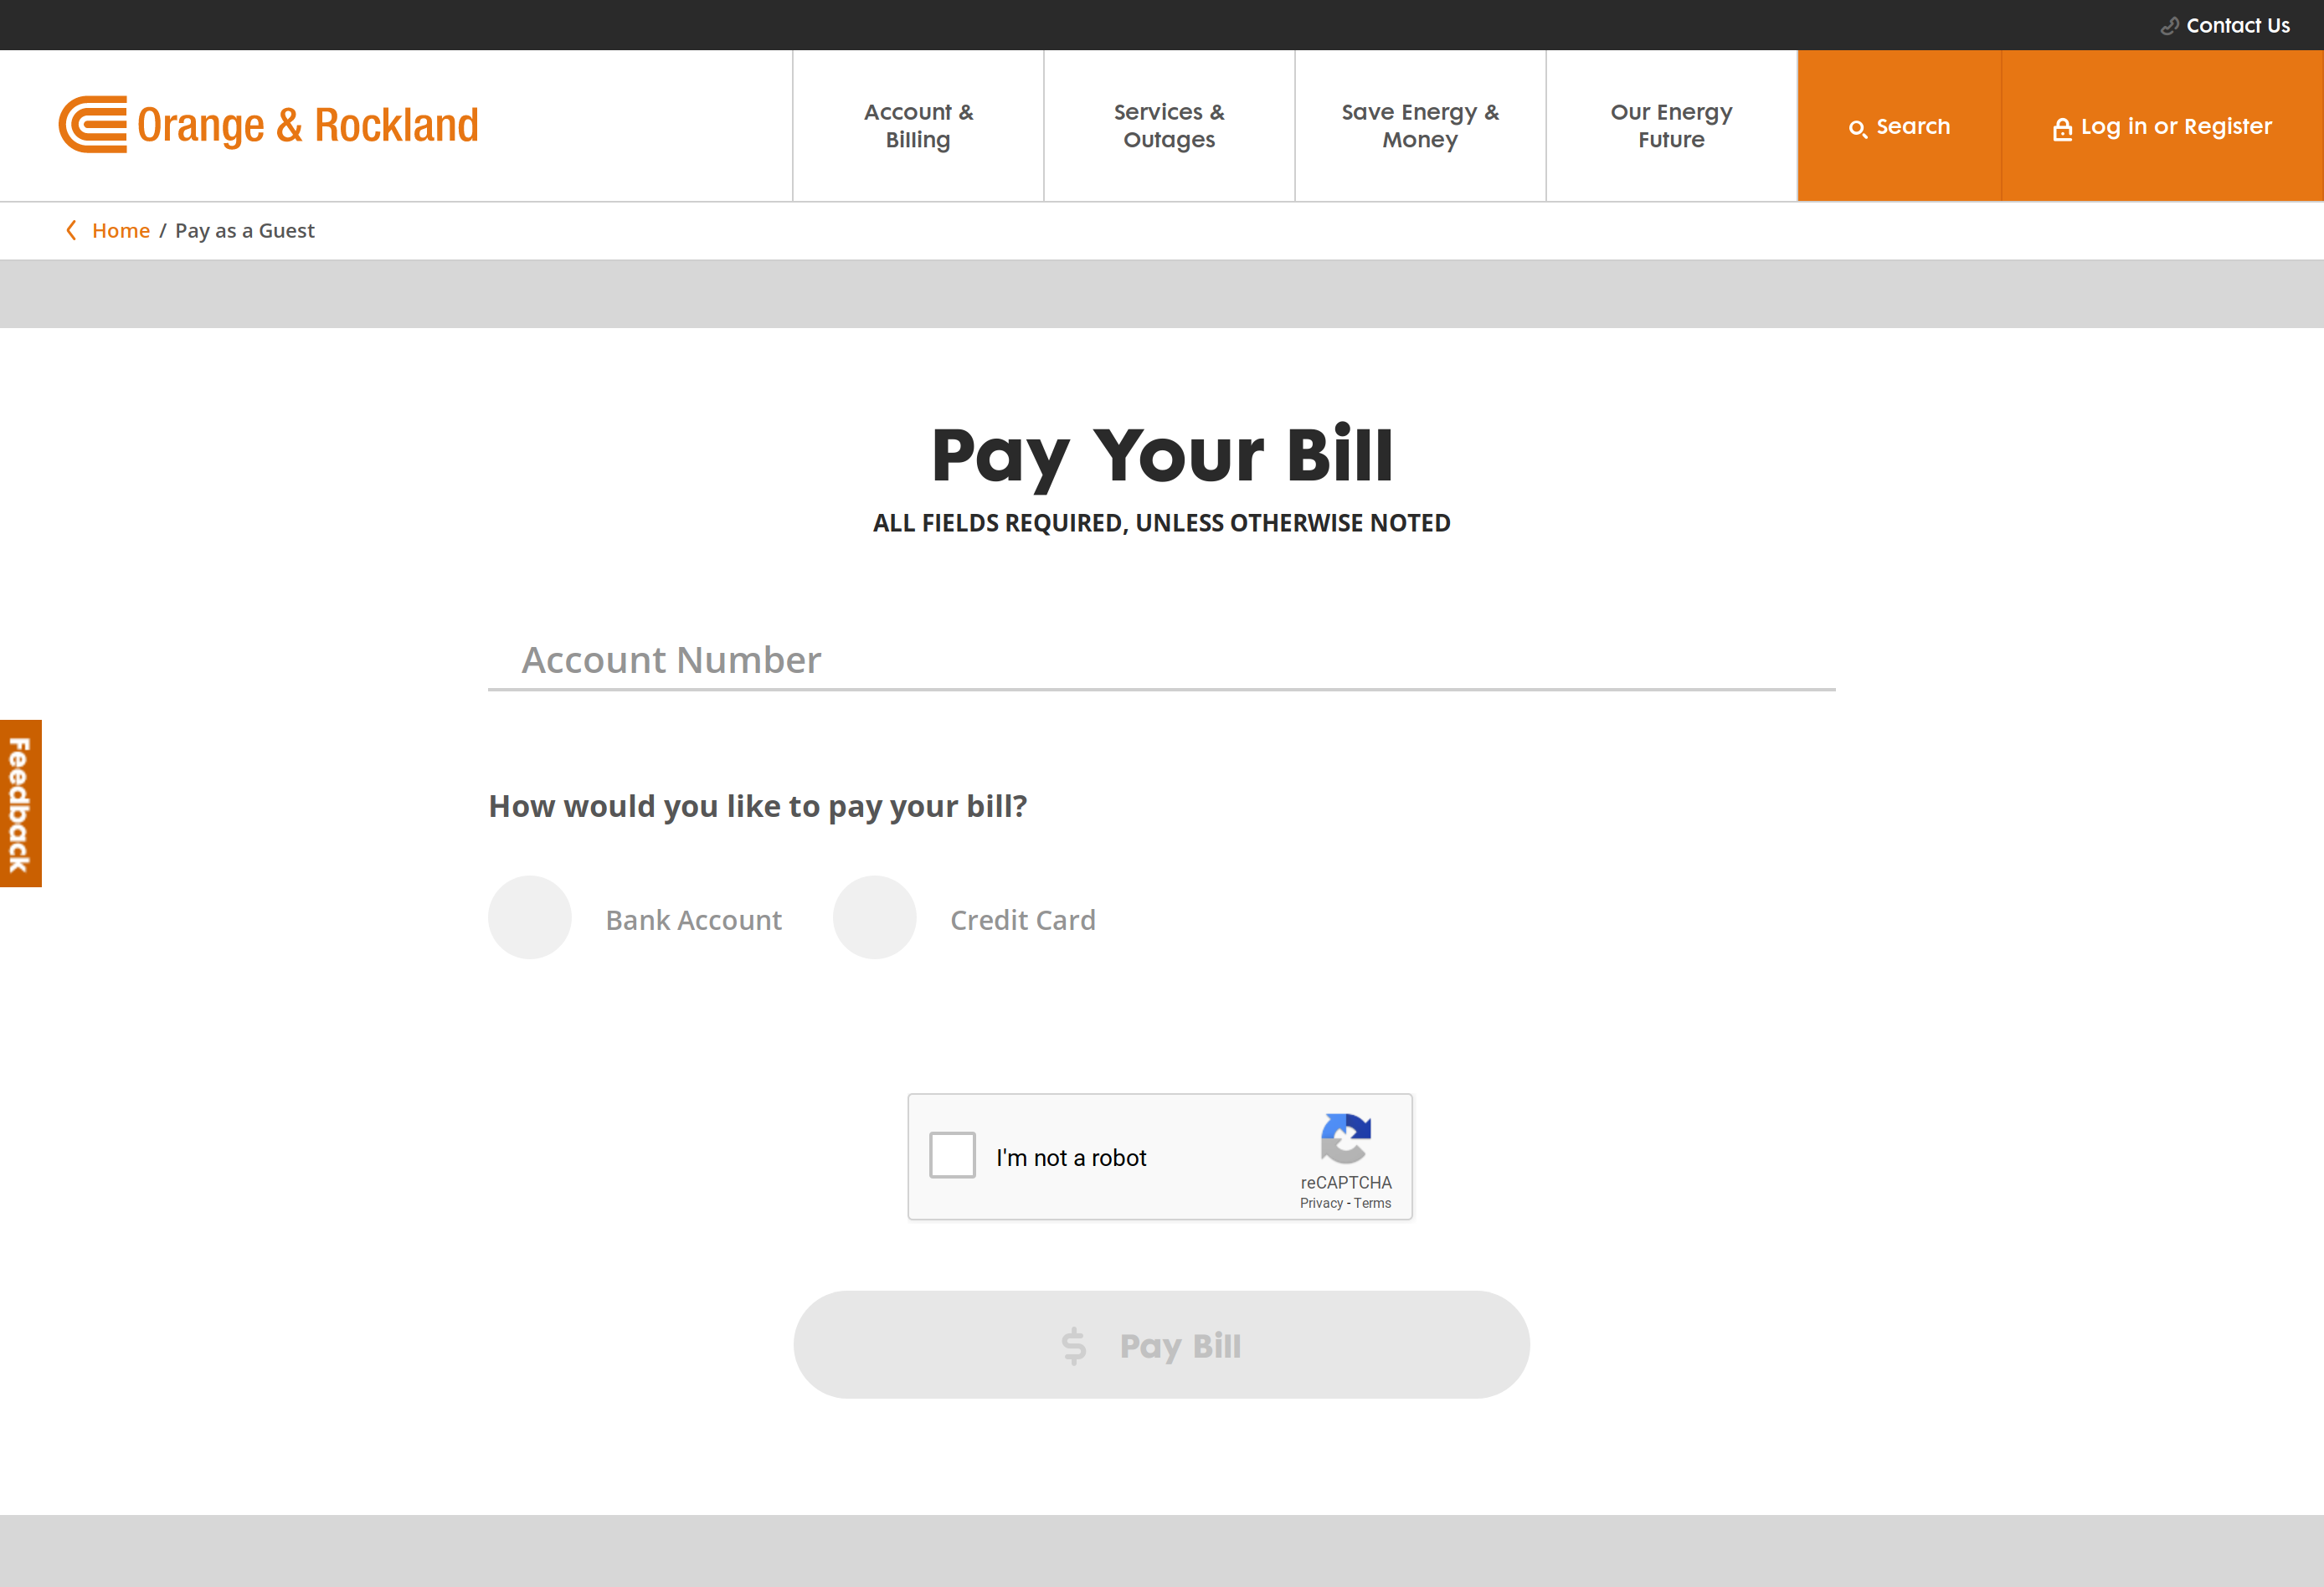 Contact Us
Orange & Rockland
Account &
Billing
Services &
Outages
Save Energy &
Money
Our Energy
Future
Search
Log in or Register
Home / Pay as a Guest
Pay Your Bill
ALL FIELDS REQUIRED, UNLESS OTHERWISE NOTED
Account Number
Feedback
How would you like to pay your bill?
Bank Account
Credit Card
I'm not a robot
reCAPTCHA
Privacy - Terms
$ Pay Bill